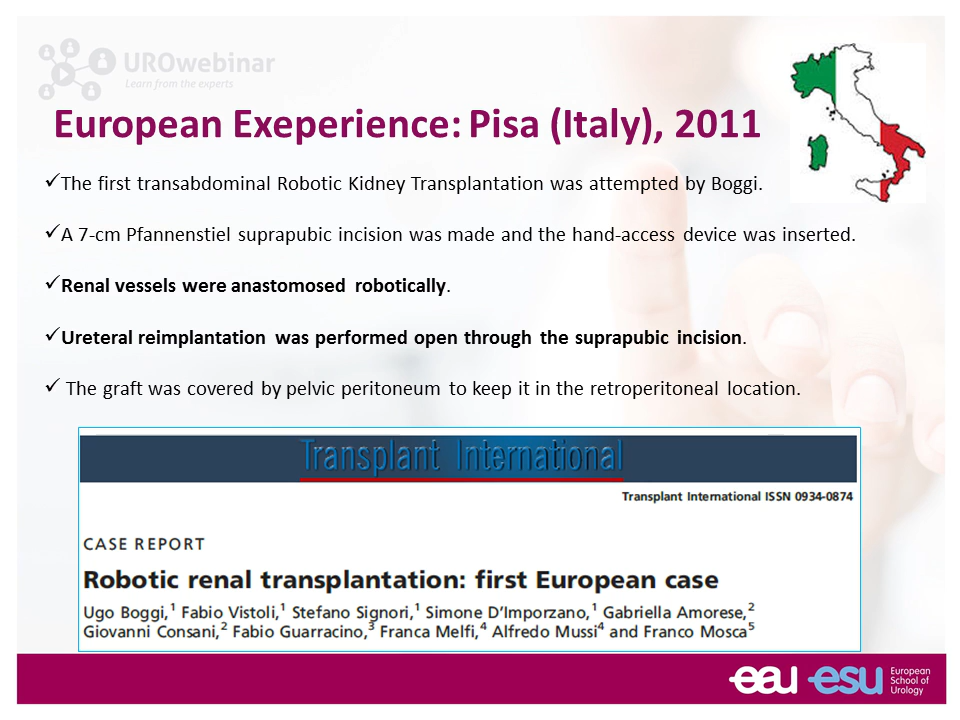 UROwebinar
Learn from the experts
European Exeperience: Pisa (Italy), 2011
✓The first transabdominal Robotic Kidney Transplantation was attempted by Boggi.
✓A 7-cm Pfannenstiel suprapubic incision was made and the hand-access device was inserted.
✓Renal vessels were anastomosed robotically.
✓Ureteral reimplantation was performed open through the suprapubic incision.
✓ The graft was covered by pelvic peritoneum to keep it in the retroperitoneal location.
Transplant International
Transplant International ISSN 0934-0874
CASE REPORT
Robotic renal transplantation: first European case
Ugo Boggi,¹ Fabio Vistoli,¹ Stefano Signori,¹ Simone D'Imporzano,¹ Gabriella Amorese,²
Giovanni Consani,² Fabio Guarracino,³ Franca Melfi,⁴ Alfredo Mussi⁴ and Franco Mosca⁵
eau esu European
School of
Urology